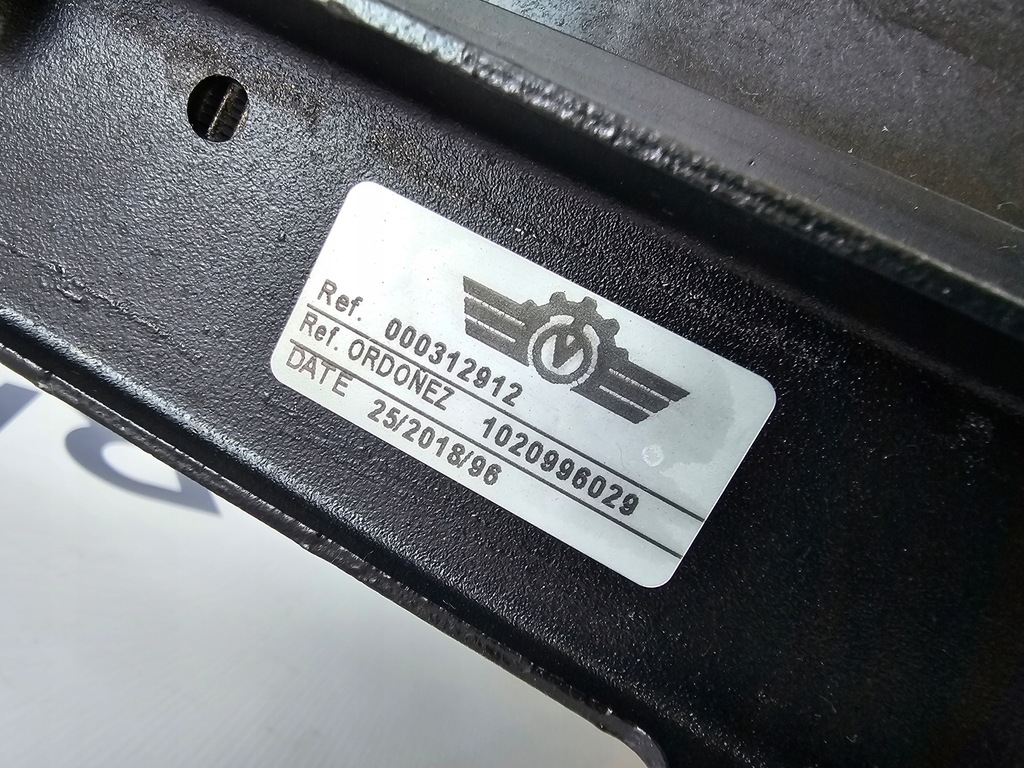 Ref. 000312912
Ref. ORDONEZ 1020996029
DATE 25/2018/96